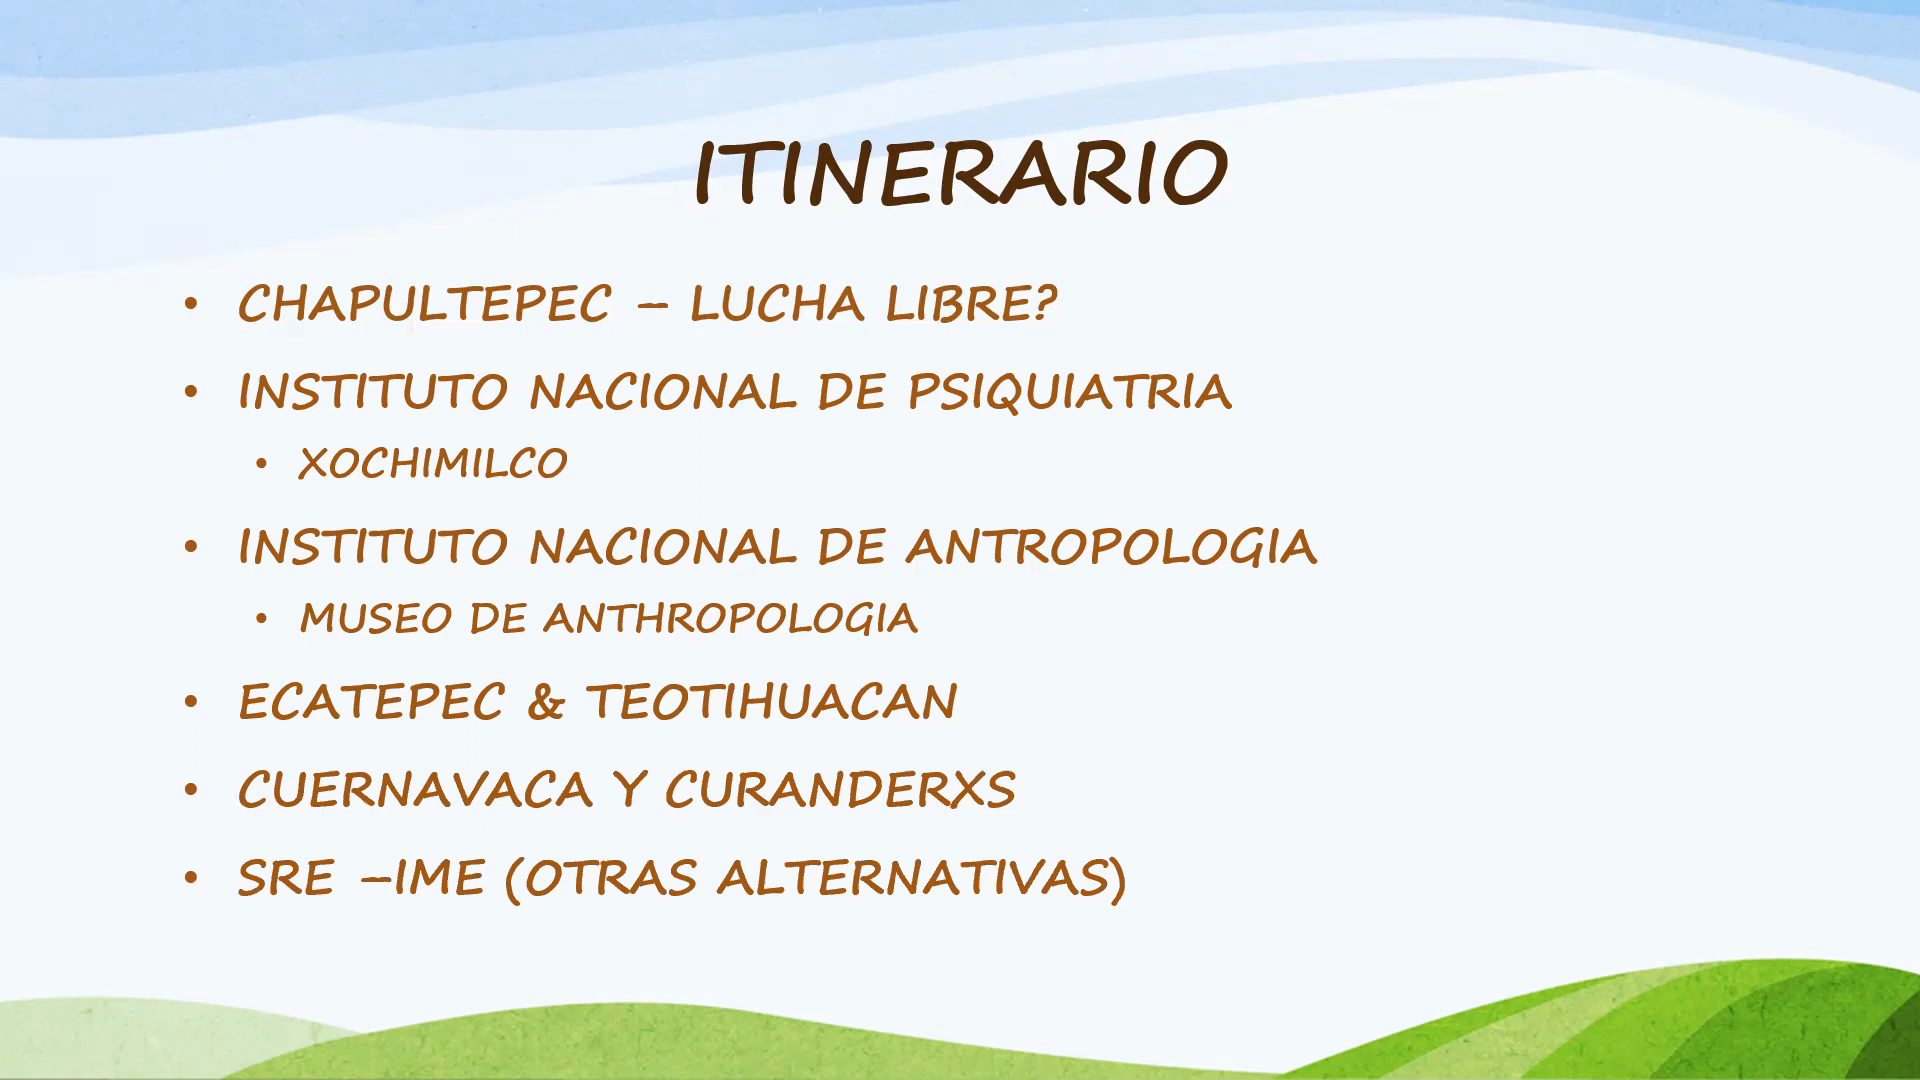 ITINERARIO
• CHAPULTEPEC – LUCHA LIBRE?
• INSTITUTO NACIONAL DE PSIQUIATRIA
• XOCHIMILCO
• INSTITUTO NACIONAL DE ANTROPOLOGIA
• MUSEO DE ANTHROPOLOGIA
• ECATEPEC & TEOTIHUACAN
• CUERNAVACA Y CURANDERXS
• SRE –IME (OTRAS ALTERNATIVAS)